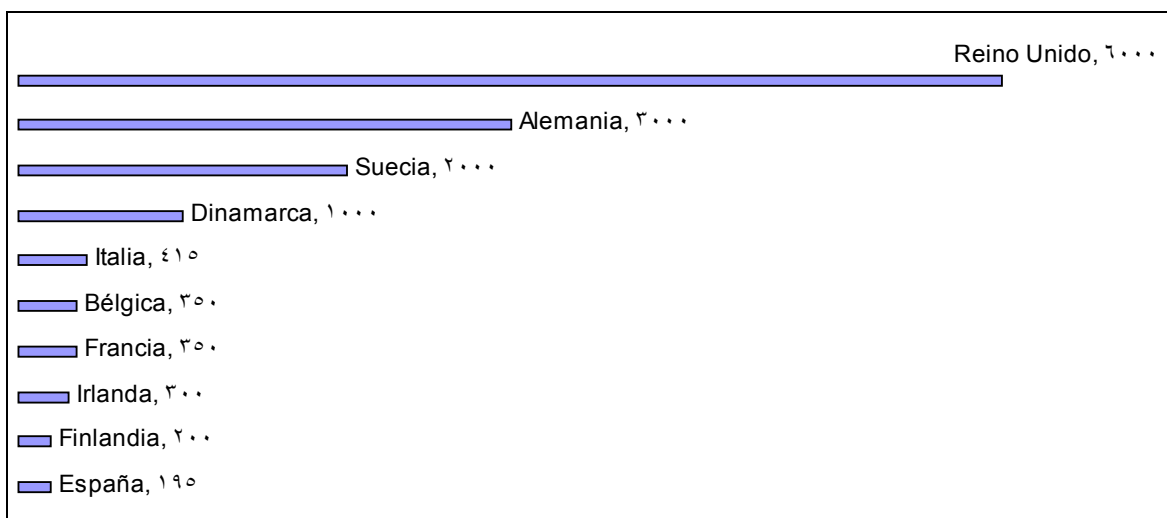 Reino Unido, ٦٠٠٠
Alemania, ٣٠٠٠
Suecia, ٢٠٠٠
Dinamarca, ١٠٠٠
Italia, ٤١٥
Bélgica, ٣٥٠
Francia, ٣٥٠
Irlanda, ٣٠٠
Finlandia, ٢٠٠
España, ١٩٥